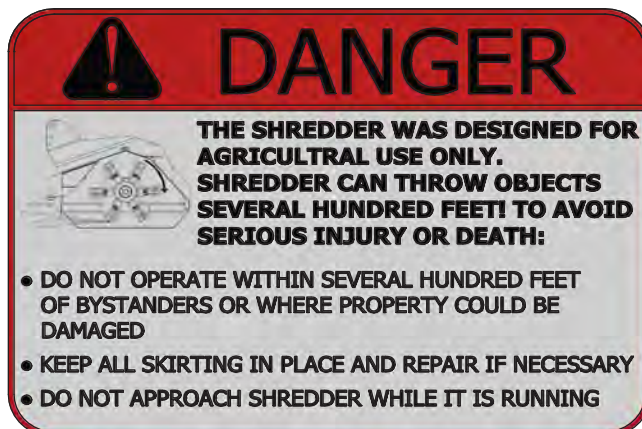 DANGER
THE SHREDDER WAS DESIGNED FOR
AGRICULTRAL USE ONLY.
SHREDDER CAN THROW OBJECTS
SEVERAL HUNDRED FEET! TO AVOID
SERIOUS INJURY OR DEATH:
• DO NOT OPERATE WITHIN SEVERAL HUNDRED FEET
OF BYSTANDERS OR WHERE PROPERTY COULD BE
DAMAGED
• KEEP ALL SKIRTING IN PLACE AND REPAIR IF NECESSARY
• DO NOT APPROACH SHREDDER WHILE IT IS RUNNING